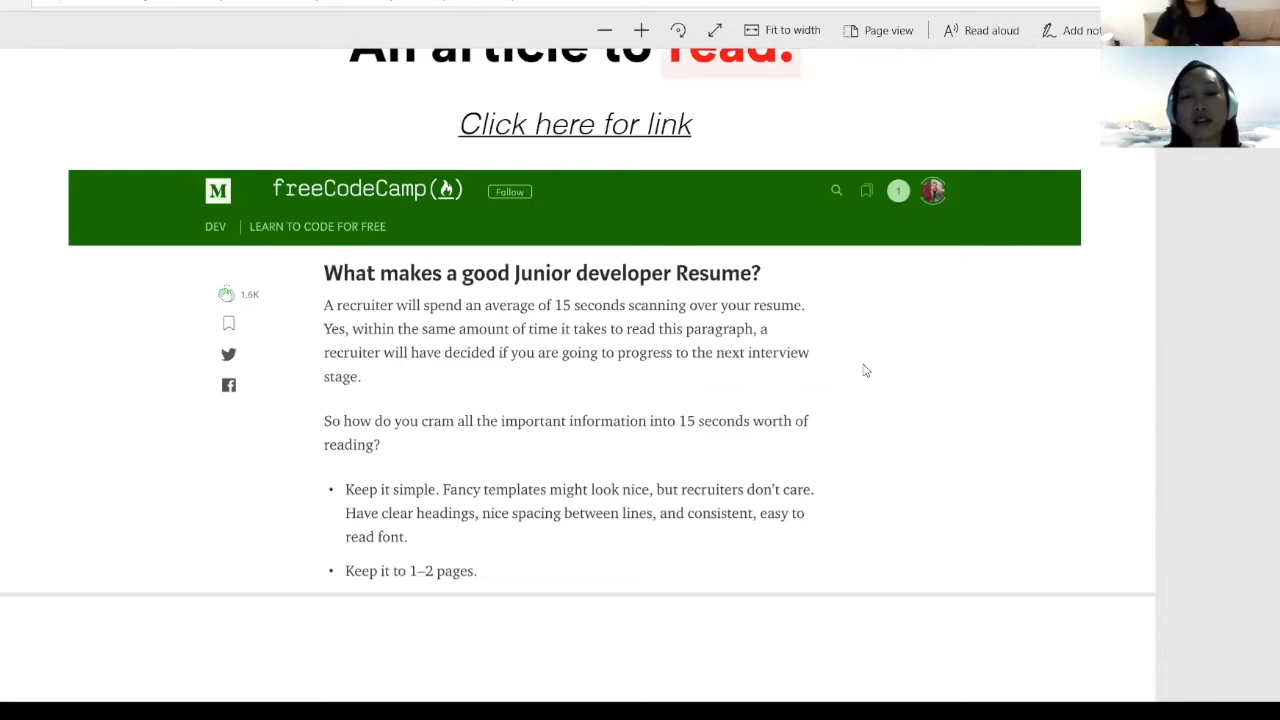 Fit to width
Page view
Read aloud
Add not
An article to read!
Click here for link
M
freeCodeCamp(🔥)
Follow
1
DEV | LEARN TO CODE FOR FREE
What makes a good Junior developer Resume?
1.6K
A recruiter will spend an average of 15 seconds scanning over your resume.
Yes, within the same amount of time it takes to read this paragraph, a
recruiter will have decided if you are going to progress to the next interview
stage.
So how do you cram all the important information into 15 seconds worth of
reading?
• Keep it simple. Fancy templates might look nice, but recruiters don’t care.
Have clear headings, nice spacing between lines, and consistent, easy to
read font.
• Keep it to 1–2 pages.